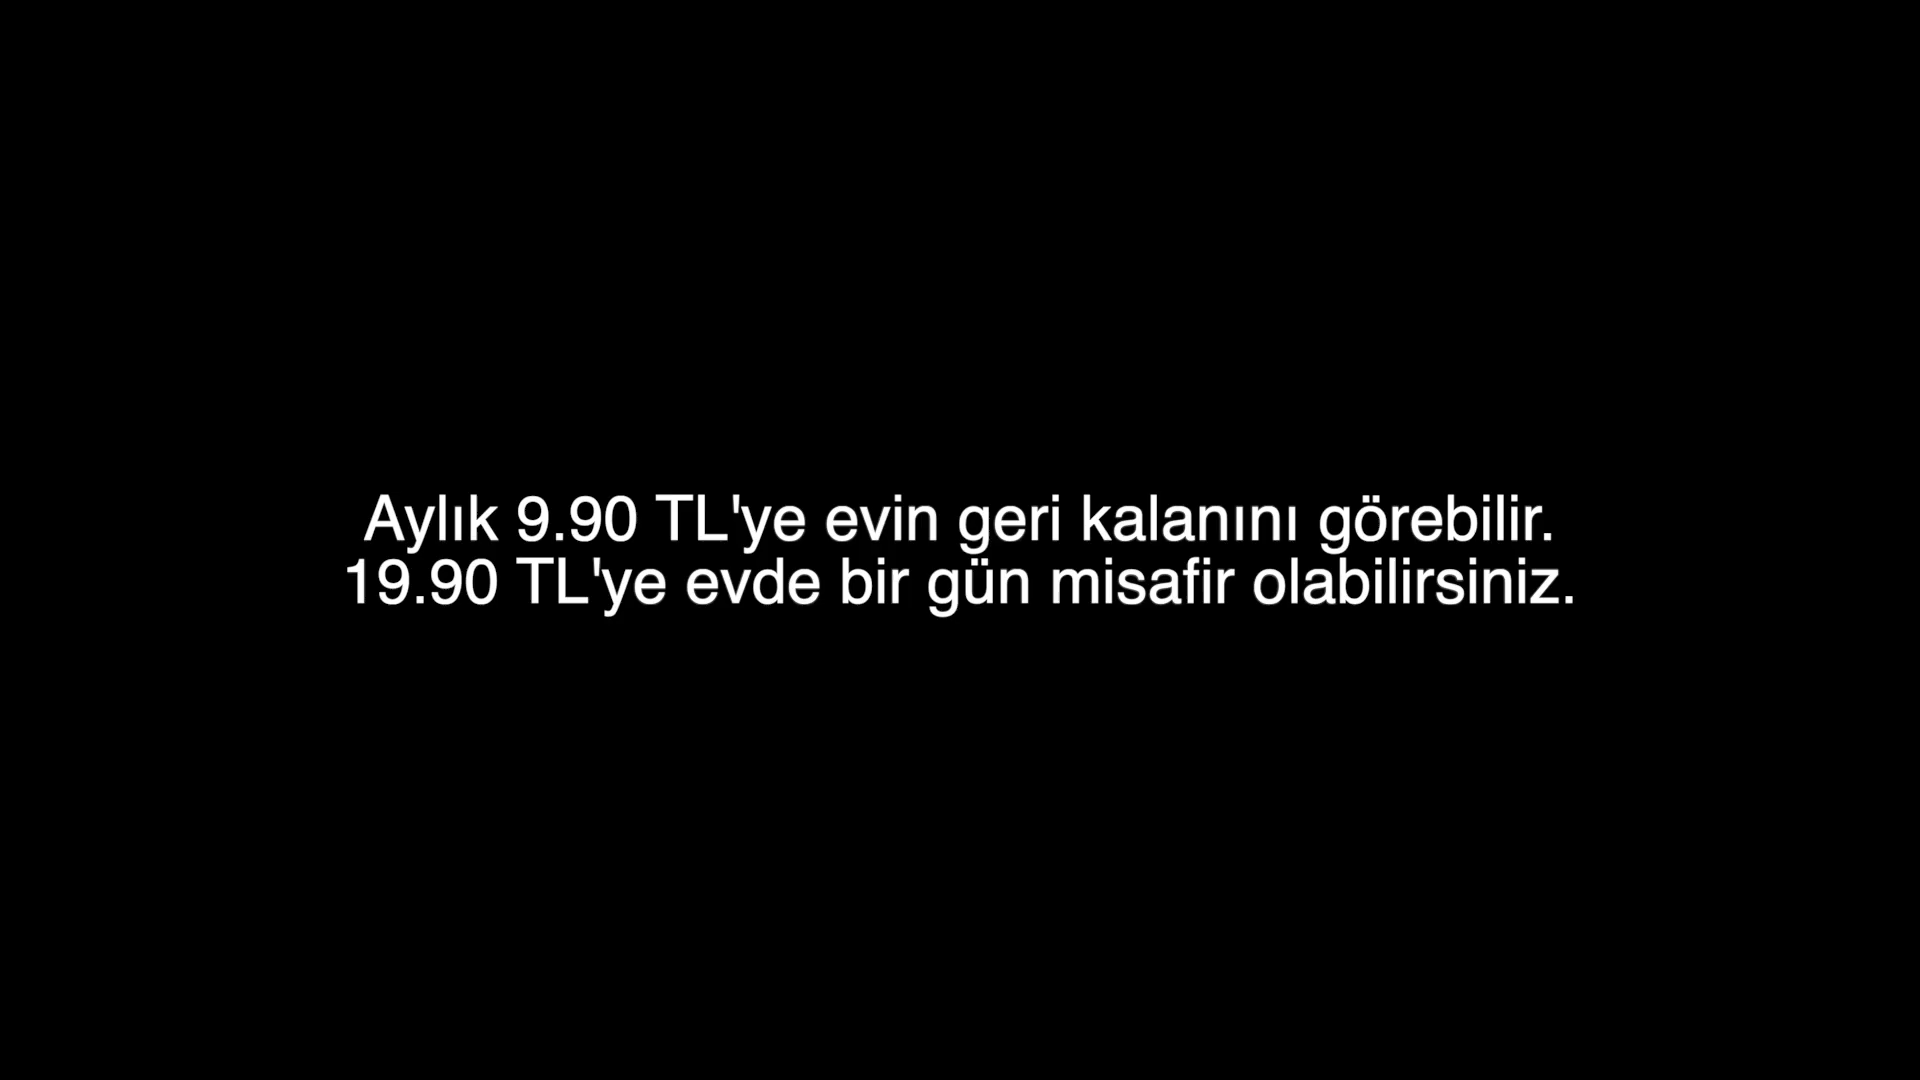 Aylık 9.90 TL'ye evin geri kalanını görebilir.
19.90 TL'ye evde bir gün misafir olabilirsiniz.